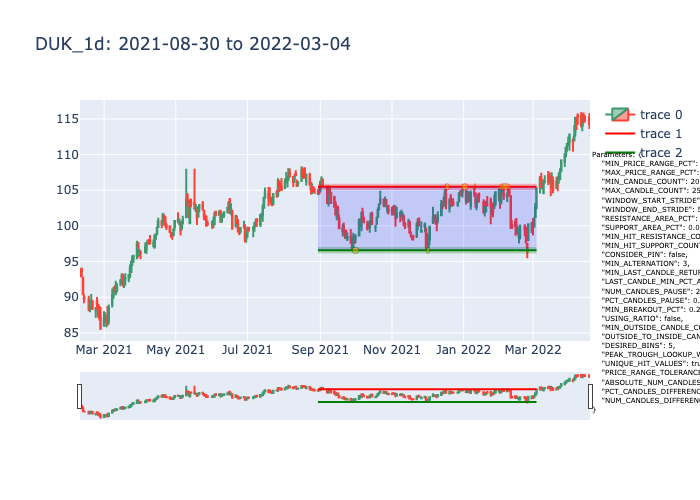 DUK_1d: 2021-08-30 to 2022-03-04
115
110
105
100
95
90
85
Mar 2021
May 2021
Jul 2021
Sep 2021
Nov 2021
Jan 2022
Mar 2022
trace 0
trace 1
trace 2
Parameters: {
"MIN_PRICE_RANGE_PCT":
"MAX_PRICE_RANGE_PCT":
"MIN_CANDLE_COUNT": 20
"MAX_CANDLE_COUNT": 25
"WINDOW_START_STRIDE"
"WINDOW_END_STRIDE": 5
"RESISTANCE_AREA_PCT":
"SUPPORT_AREA_PCT": 0.0
"MIN_HIT_RESISTANCE_CO
"MIN_HIT_SUPPORT_COUN
"CONSIDER_PIN": false,
"MIN_ALTERNATION": 3,
"MIN_LAST_CANDLE_RETUR
"LAST_CANDLE_MIN_PCT_A
"NUM_CANDLES_PAUSE": 2
"PCT_CANDLES_PAUSE": 0.
"MIN_BREAKOUT_PCT": 0.2
"USING_RATIO": false,
"MIN_OUTSIDE_CANDLE_CO
"OUTSIDE_TO_INSIDE_CAN
"DESIRED_BINS": 5,
"PEAK_TROUGH_LOOKUP_W
"UNIQUE_HIT_VALUES": tru
"PRICE_RANGE_TOLERANC
"ABSOLUTE_NUM_CANDLES
"PCT_CANDLES_DIFFERENC
"NUM_CANDLES_DIFFEREN
}